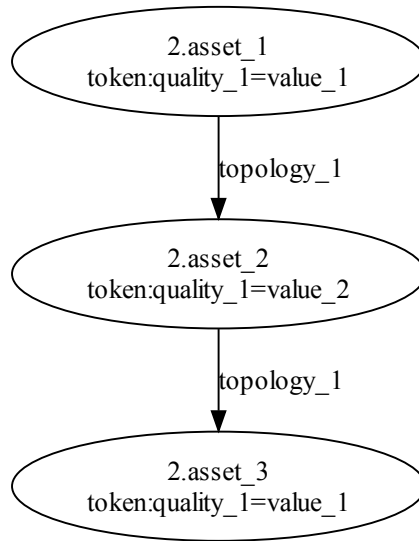 2.asset_1
token:quality_1=value_1
topology_1
2.asset_2
token:quality_1=value_2
topology_1
2.asset_3
token:quality_1=value_1